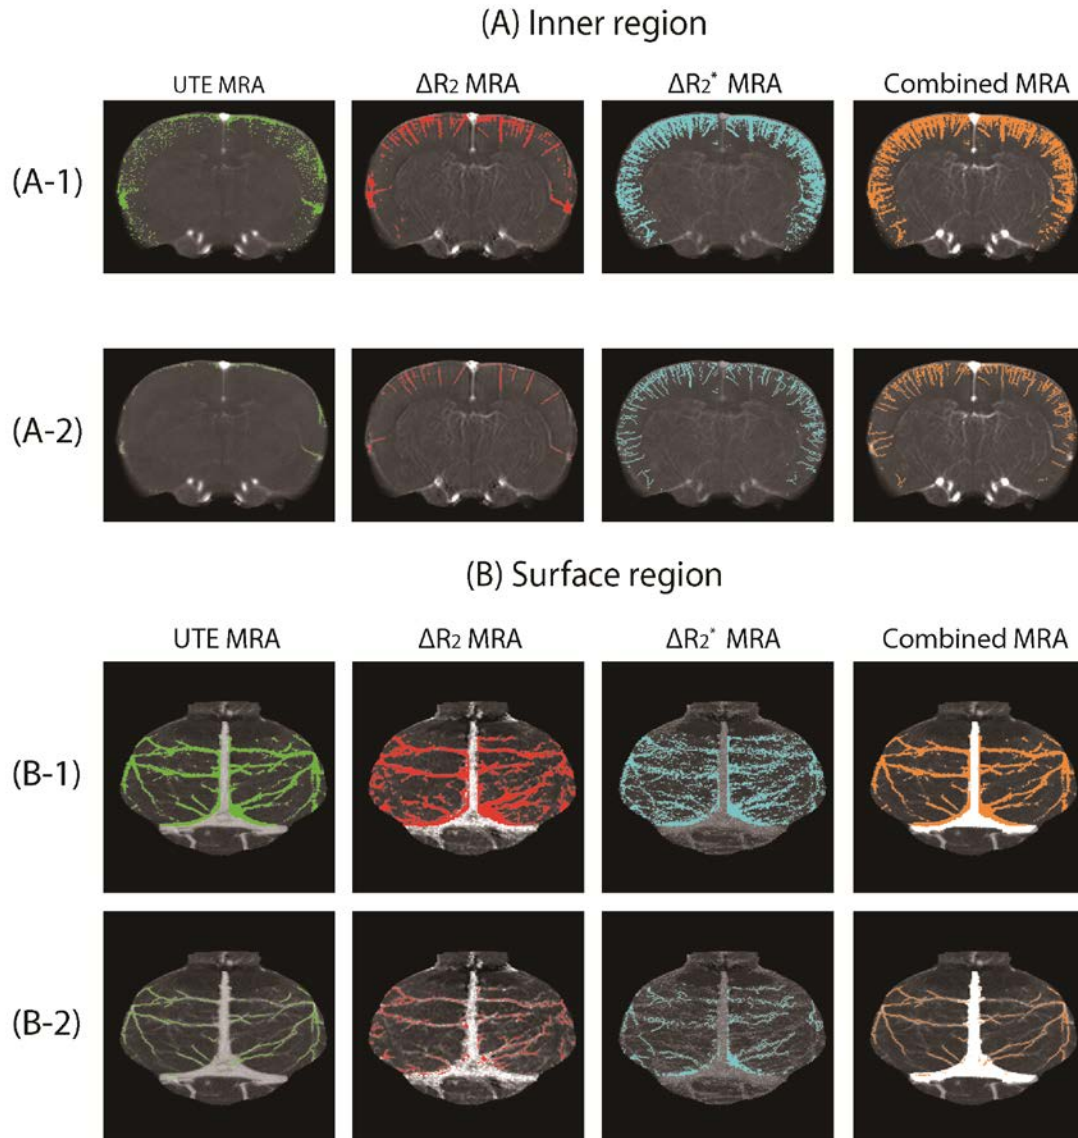 (A) Inner region
UTE MRA ΔR₂ MRA ΔR₂* MRA Combined MRA
(A-1)
(A-2)
(B) Surface region
UTE MRA ΔR₂ MRA ΔR₂* MRA Combined MRA
(B-1)
(B-2)